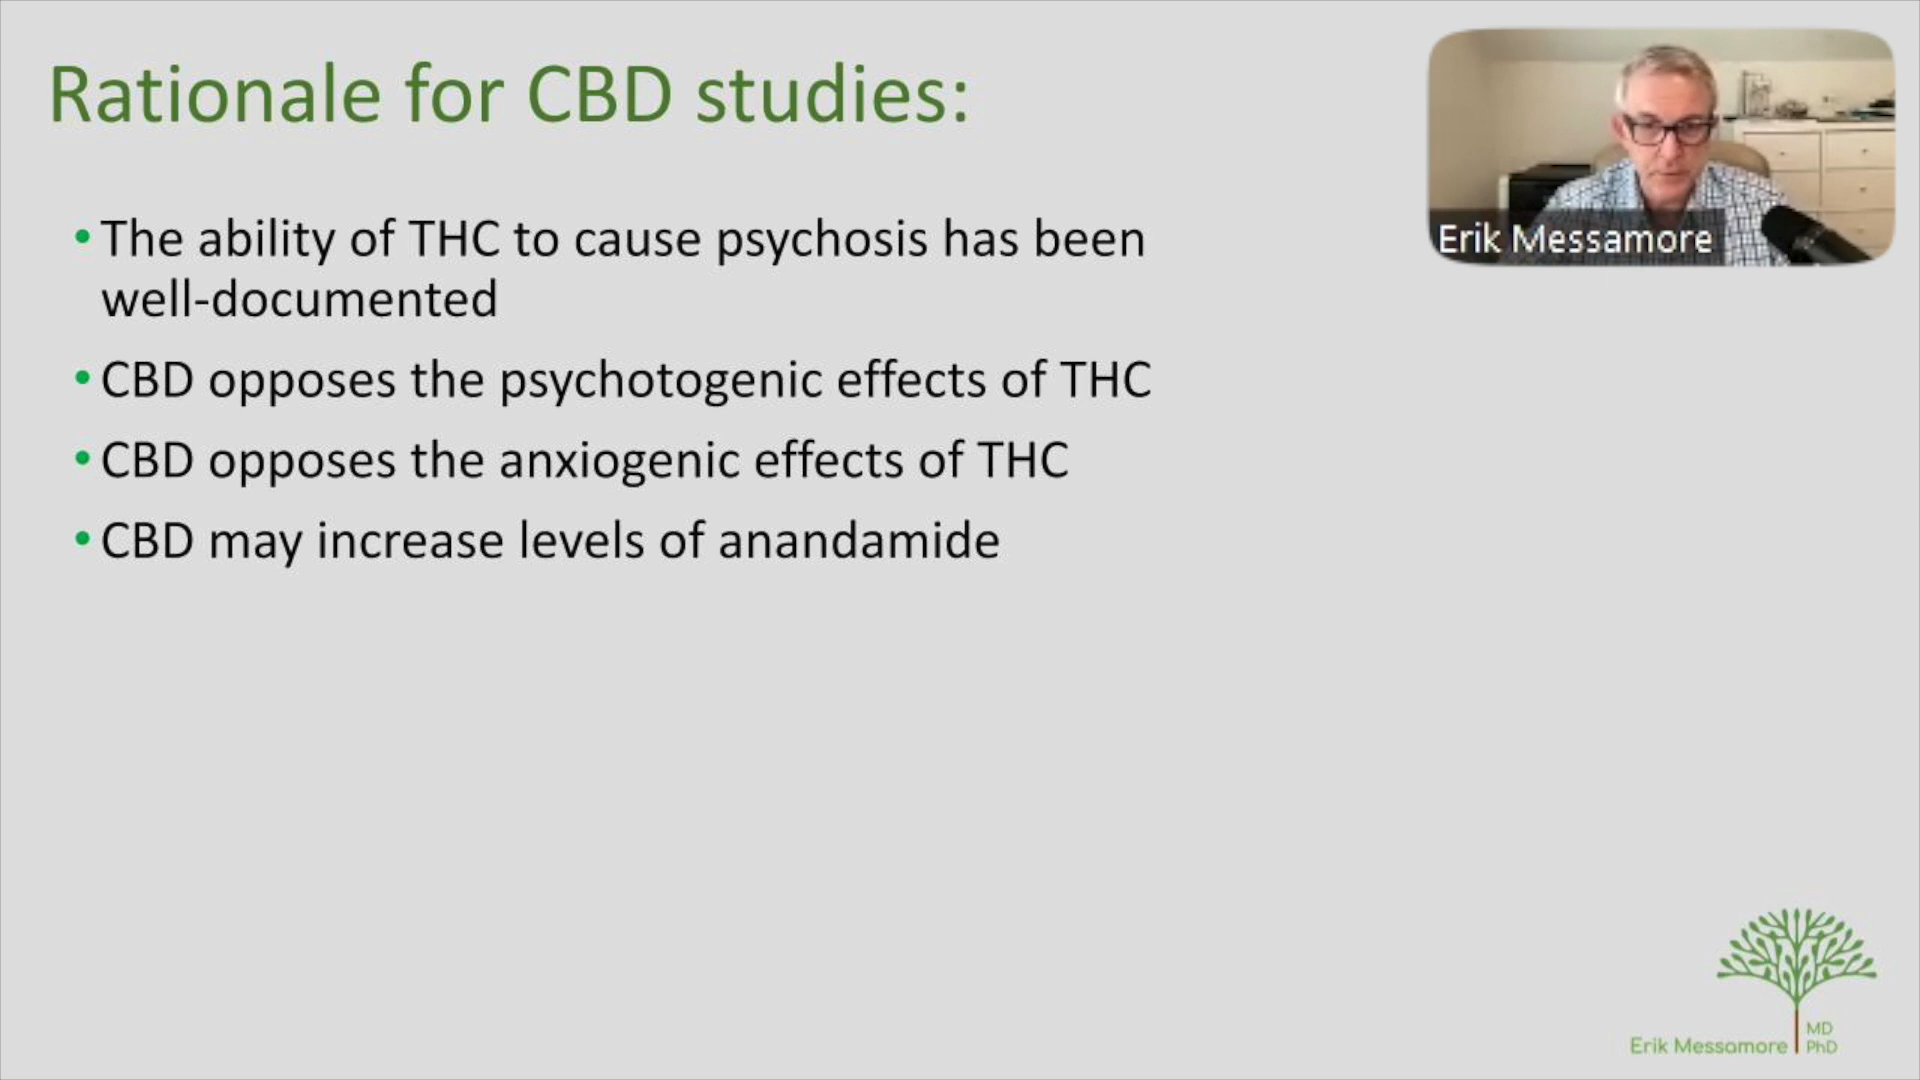 Rationale for CBD studies:
• The ability of THC to cause psychosis has been
well-documented
• CBD opposes the psychotogenic effects of THC
• CBD opposes the anxiogenic effects of THC
• CBD may increase levels of anandamide
Erik Messamore
Erik Messamore
MD
PhD